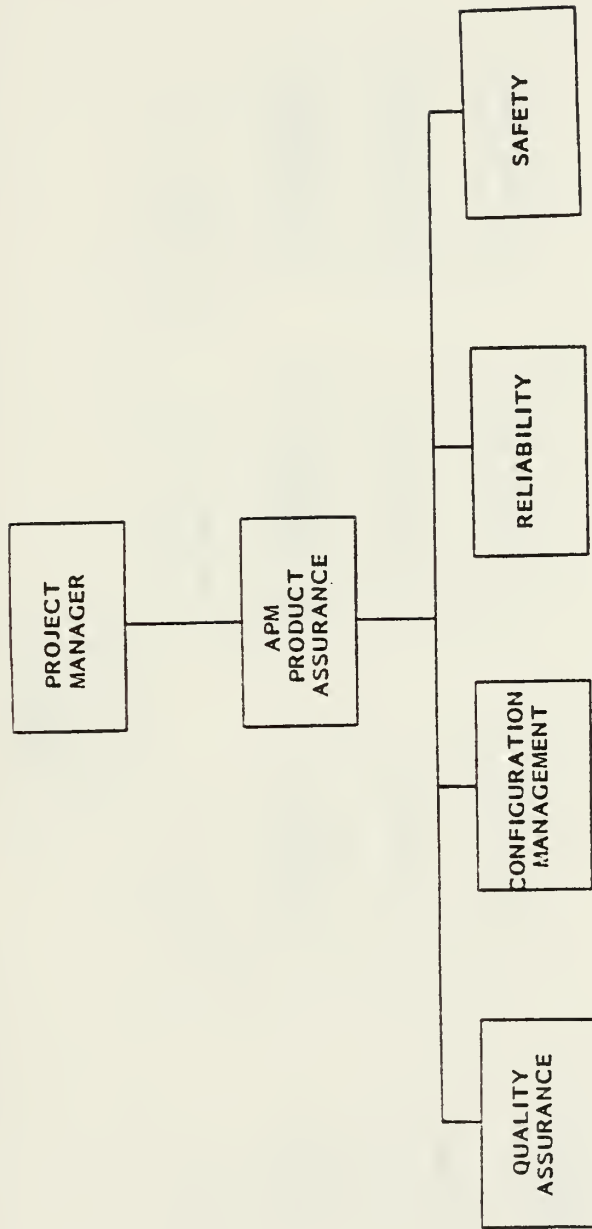 PROJECT
MANAGER
APM
PRODUCT
ASSURANCE
QUALITY
ASSURANCE
CONFIGURATION
MANAGEMENT
RELIABILITY
SAFETY